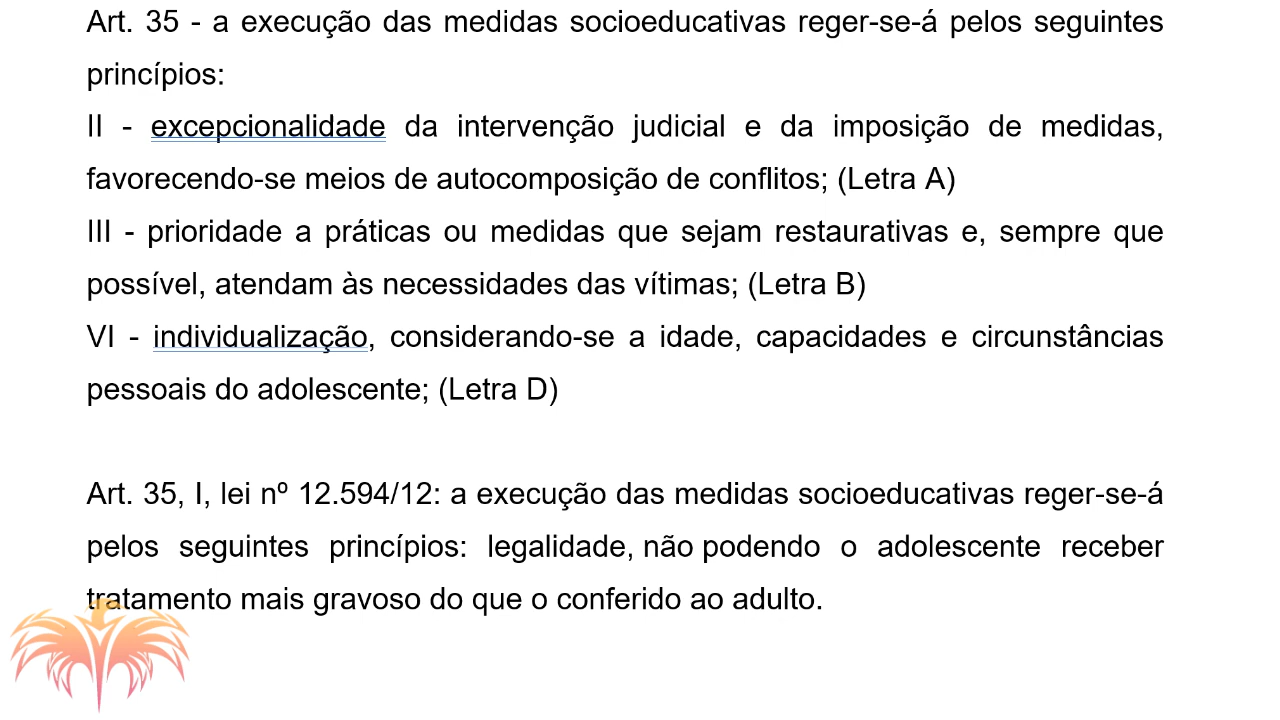 Art. 35 - a execução das medidas socioeducativas reger-se-á pelos seguintes
princípios:
II - excepcionalidade da intervenção judicial e da imposição de medidas,
favorecendo-se meios de autocomposição de conflitos; (Letra A)
III - prioridade a práticas ou medidas que sejam restaurativas e, sempre que
possível, atendam às necessidades das vítimas; (Letra B)
VI - individualização, considerando-se a idade, capacidades e circunstâncias
pessoais do adolescente; (Letra D)
Art. 35, I, lei nº 12.594/12: a execução das medidas socioeducativas reger-se-á
pelos seguintes princípios: legalidade, não podendo o adolescente receber
tratamento mais gravoso do que o conferido ao adulto.